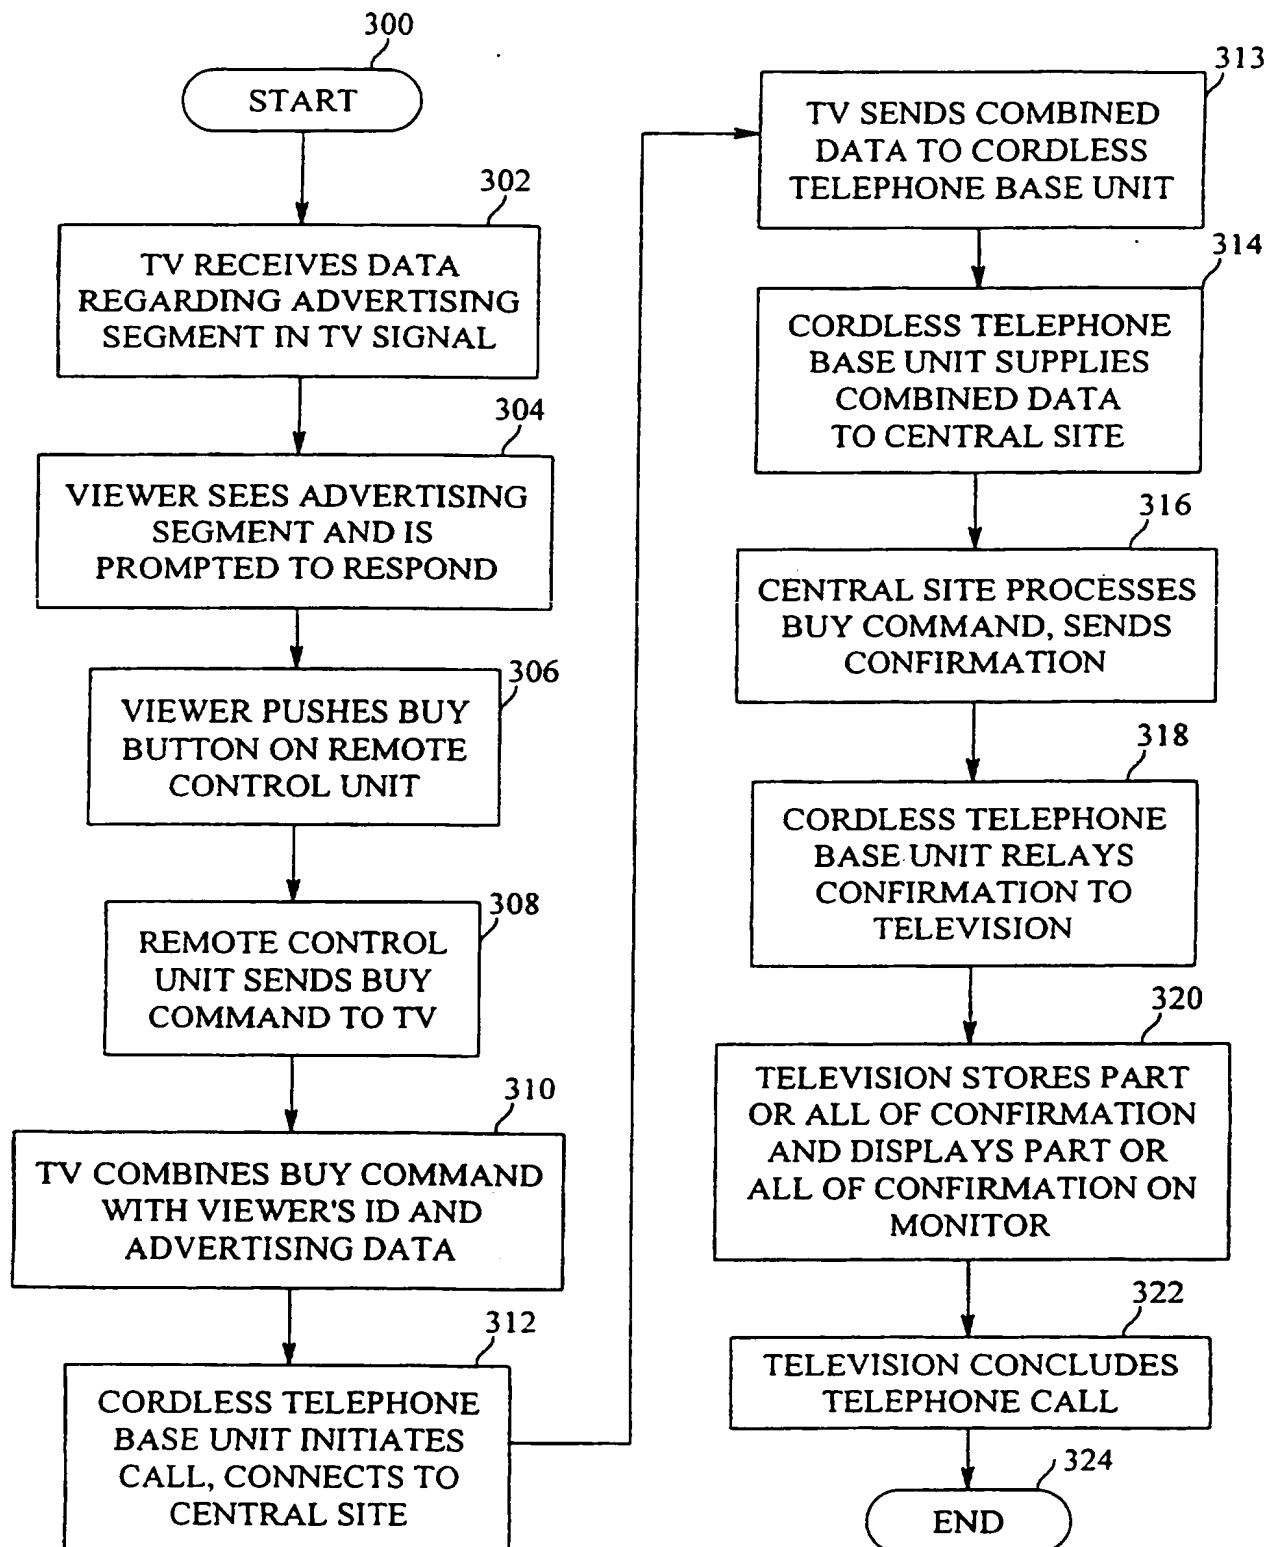 300
START
302
TV RECEIVES DATA
REGARDING ADVERTISING
SEGMENT IN TV SIGNAL
304
VIEWER SEES ADVERTISING
SEGMENT AND IS
PROMPTED TO RESPOND
306
VIEWER PUSHES BUY
BUTTON ON REMOTE
CONTROL UNIT
308
REMOTE CONTROL
UNIT SENDS BUY
COMMAND TO TV
310
TV COMBINES BUY COMMAND
WITH VIEWER'S ID AND
ADVERTISING DATA
312
CORDLESS TELEPHONE
BASE UNIT INITIATES
CALL, CONNECTS TO
CENTRAL SITE
313
TV SENDS COMBINED
DATA TO CORDLESS
TELEPHONE BASE UNIT
314
CORDLESS TELEPHONE
BASE UNIT SUPPLIES
COMBINED DATA
TO CENTRAL SITE
316
CENTRAL SITE PROCESSES
BUY COMMAND, SENDS
CONFIRMATION
318
CORDLESS TELEPHONE
BASE UNIT RELAYS
CONFIRMATION TO
TELEVISION
320
TELEVISION STORES PART
OR ALL OF CONFIRMATION
AND DISPLAYS PART OR
ALL OF CONFIRMATION ON
MONITOR
322
TELEVISION CONCLUDES
TELEPHONE CALL
324
END